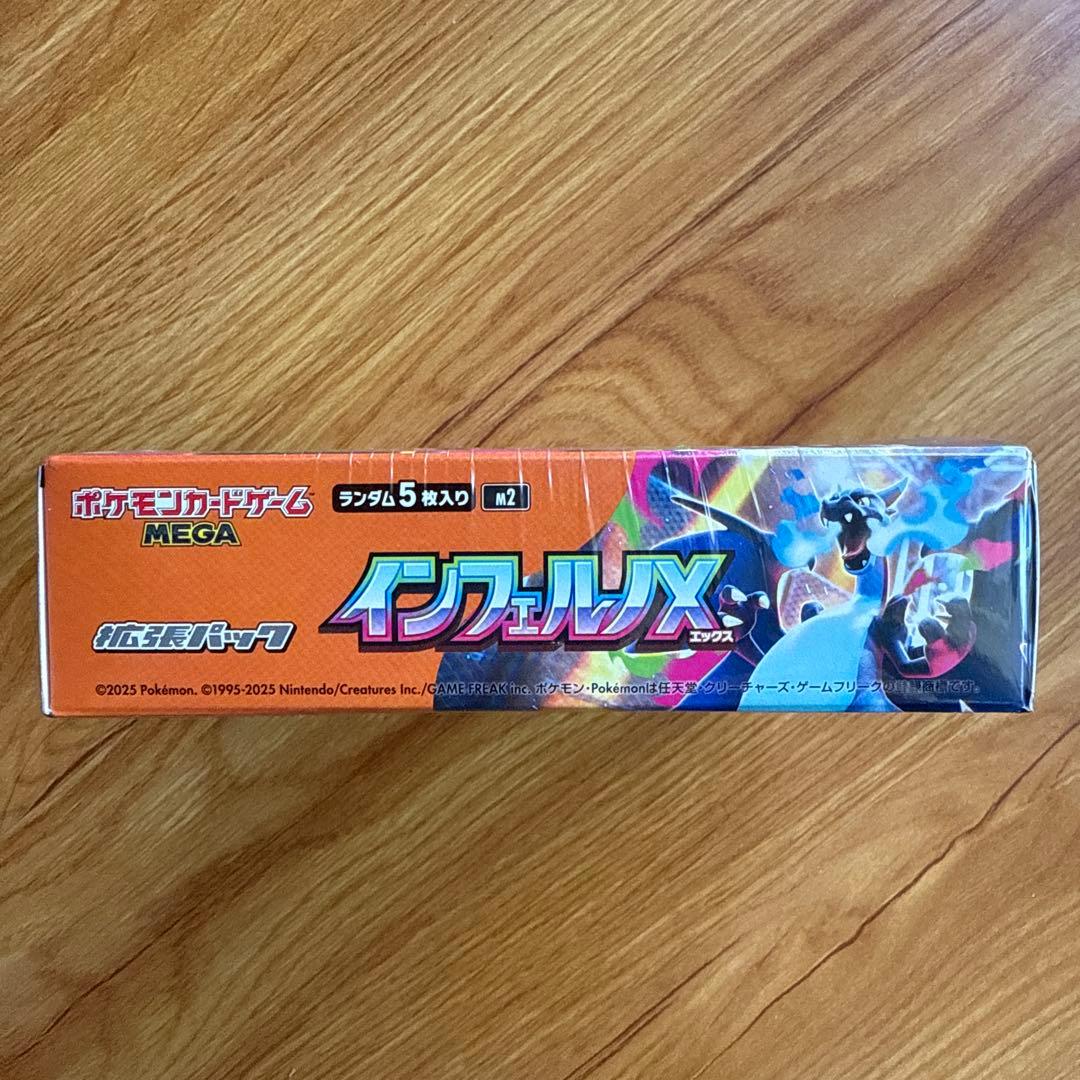 ポケモンカードゲーム™
MEGA
ランダム5枚入り M2
インフェルノX
エックス
拡張パック
©2025 Pokémon. ©1995-2025 Nintendo/Creatures Inc./GAME FREAK inc. ポケモン・Pokémonは任天堂・クリーチャーズ・ゲームフリークの登録商標です。